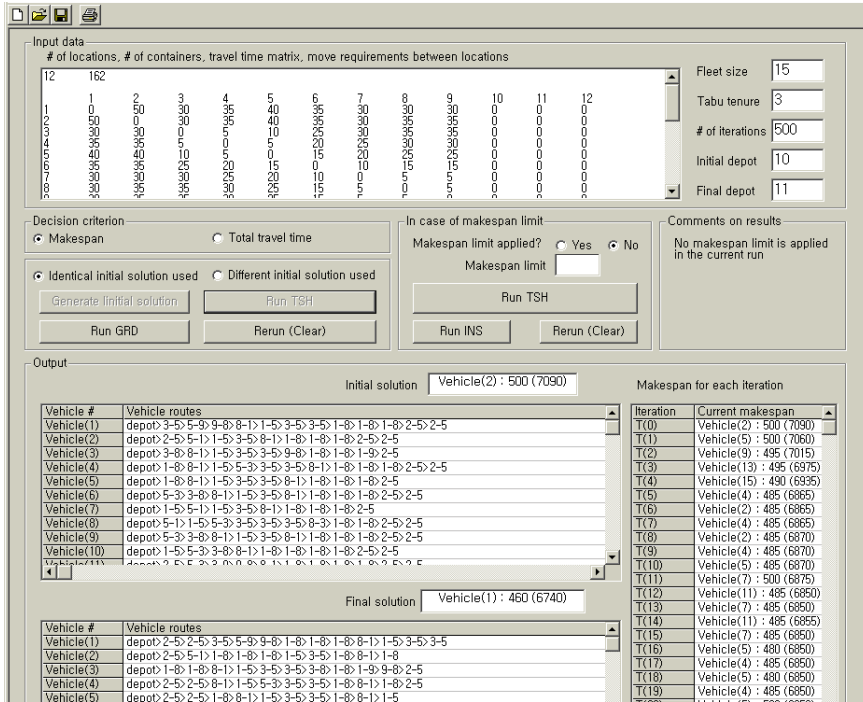 Input data
# of locations, # of containers, travel time matrix, move requirements between locations
12 162
1 2 3 4 5 6 7 8 9 10 11 12
1 0 50 30 35 40 35 30 30 30 0 0 0
2 50 0 30 35 40 35 30 30 30 0 0 0
3 30 30 0 5 10 25 30 35 35 0 0 0
4 35 35 5 0 5 20 25 30 30 0 0 0
5 40 40 10 5 0 15 20 25 25 0 0 0
6 35 35 25 20 15 0 10 15 15 0 0 0
7 30 30 30 25 20 10 0 5 5 0 0 0
8 30 35 35 30 25 15 5 0 5 0 0 0
Fleet size 15
Tabu tenure 3
# of iterations 500
Initial depot 10
Final depot 11
Decision criterion
Makespan Total travel time
Identical initial solution used Different initial solution used
Generate Iinitial solution Run TSH
Run GRD Rerun (Clear)
In case of makespan limit
Makespan limit applied? Yes No
Makespan limit
Run TSH
Run INS Rerun (Clear)
Comments on results
No makespan limit is applied
in the current run
Output
Initial solution Vehicle(2) : 500 (7090)
Vehicle # Vehicle routes
Vehicle(1) depot>3-5>5-9>9-8>8-1>1-5>3-5>3-5>1-8>1-8>1-8>2-5>2-5
Vehicle(2) depot>2-5>5-1>1-5>3-5>8-1>1-8>1-8>1-8>2-5>2-5
Vehicle(3) depot>3-8>8-1>1-5>3-5>3-5>9-8>1-8>1-8>1-9>2-5
Vehicle(4) depot>1-8>8-1>1-5>5-3>3-5>3-5>8-1>1-8>1-8>1-8>2-5>2-5
Vehicle(5) depot>1-8>8-1>1-5>3-5>8-1>1-8>1-8>1-8>2-5
Vehicle(6) depot>5-3>3-8>8-1>1-5>3-5>8-1>1-8>1-8>1-8>2-5>2-5
Vehicle(7) depot>1-5>5-1>1-5>3-5>8-1>1-8>1-8>1-8>2-5
Vehicle(8) depot>5-1>1-5>5-3>3-5>3-5>3-5>8-3>1-8>1-8>1-8>2-5>2-5
Vehicle(9) depot>5-3>3-8>8-1>1-5>3-5>8-1>1-8>1-8>1-8>2-5>2-5
Vehicle(10) depot>1-5>5-3>3-8>8-1>1-8>1-8>1-8>1-8>2-5>2-5
Final solution Vehicle(1) : 460 (6740)
Vehicle # Vehicle routes
Vehicle(1) depot>2-5>2-5>3-5>5-9>9-8>1-8>1-8>1-8>8-1>1-5>3-5>3-5
Vehicle(2) depot>2-5>5-1>1-8>1-8>1-8>1-5>3-5>1-8>8-1>1-8
Vehicle(3) depot>1-8>1-8>8-1>1-5>3-5>3-5>3-8>1-8>1-9>9-8>2-5
Vehicle(4) depot>2-5>2-5>8-1>1-5>5-3>3-5>3-5>1-8>8-1>1-8>2-5
Vehicle(5) depot>2-5>2-5>1-8>8-1>1-5>3-5>1-8>8-1>1-5
Makespan for each iteration
Iteration Current makespan
T(0) Vehicle(2) : 500 (7090)
T(1) Vehicle(5) : 500 (7060)
T(2) Vehicle(9) : 495 (7015)
T(3) Vehicle(13) : 495 (6975)
T(4) Vehicle(15) : 490 (6935)
T(5) Vehicle(4) : 485 (6865)
T(6) Vehicle(2) : 485 (6865)
T(7) Vehicle(4) : 485 (6865)
T(8) Vehicle(2) : 485 (6870)
T(9) Vehicle(4) : 485 (6870)
T(10) Vehicle(5) : 485 (6870)
T(11) Vehicle(7) : 500 (6875)
T(12) Vehicle(11) : 485 (6850)
T(13) Vehicle(7) : 485 (6850)
T(14) Vehicle(11) : 485 (6855)
T(15) Vehicle(7) : 485 (6850)
T(16) Vehicle(5) : 480 (6850)
T(17) Vehicle(4) : 485 (6850)
T(18) Vehicle(5) : 480 (6850)
T(19) Vehicle(4) : 485 (6850)